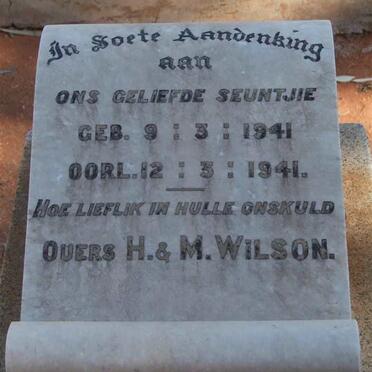 In Soete Aandenking
aan
ONS GELIEFDE SEUNTJIE
GEB. 9 : 3 : 1941
OORL. 12 : 3 : 1941.
HOE LIEFLIK IN HULLE ONSKULD
OUERS H. & M. WILSON.